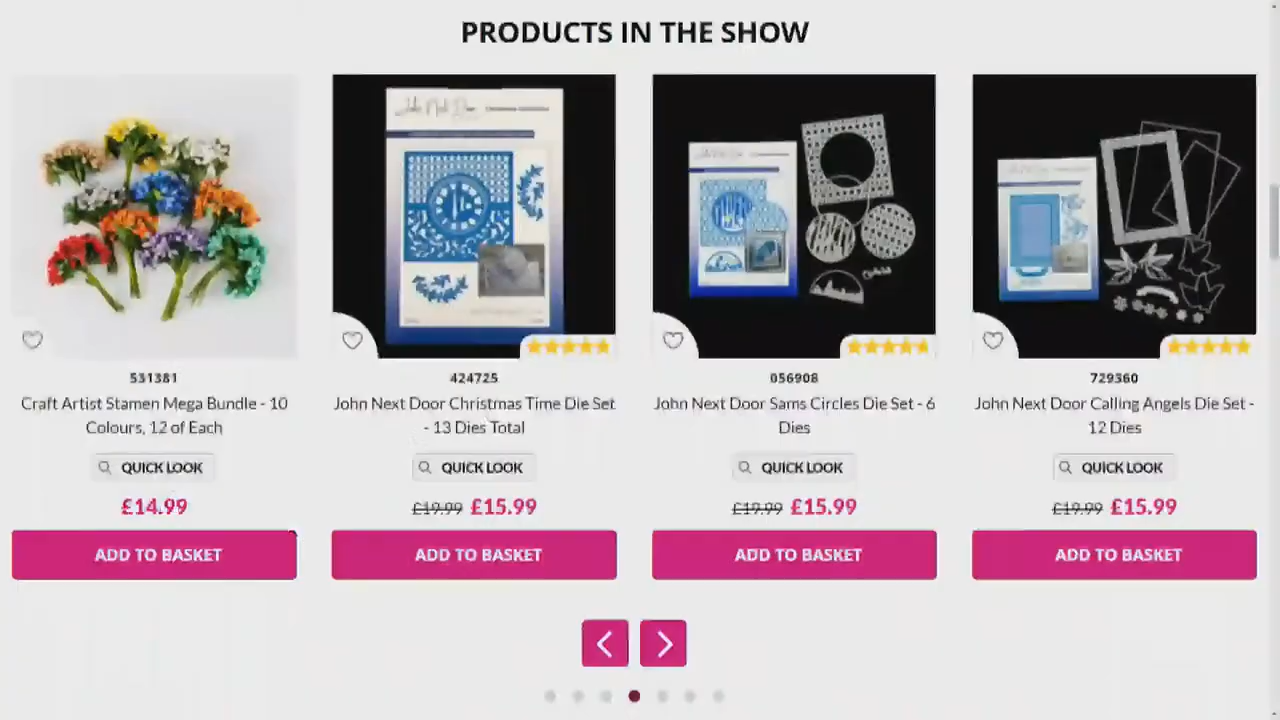 PRODUCTS IN THE SHOW
531381
Craft Artist Stamen Mega Bundle - 10
Colours, 12 of Each
QUICK LOOK
£14.99
ADD TO BASKET
424725
John Next Door Christmas Time Die Set
- 13 Dies Total
QUICK LOOK
£19.99 £15.99
ADD TO BASKET
056908
John Next Door Sams Circles Die Set - 6
Dies
QUICK LOOK
£19.99 £15.99
ADD TO BASKET
729360
John Next Door Calling Angels Die Set -
12 Dies
QUICK LOOK
£19.99 £15.99
ADD TO BASKET